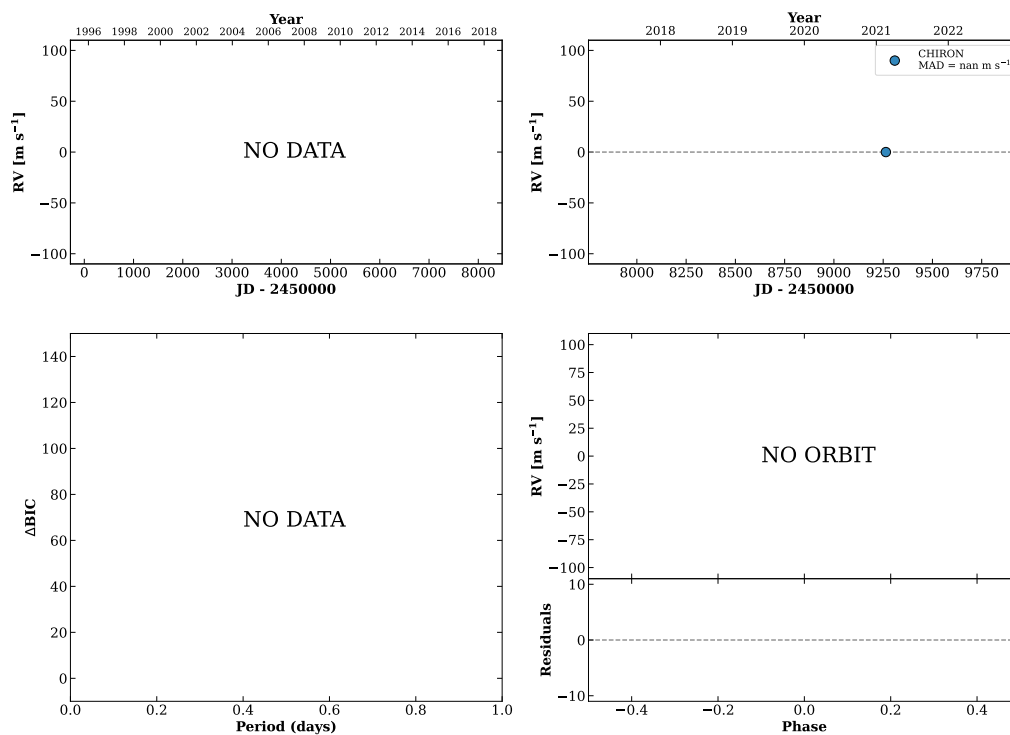 Year
1996 1998 2000 2002 2004 2006 2008 2010 2012 2014 2016 2018
100
50
0
−50
−100
RV [m s⁻¹]
NO DATA
0 1000 2000 3000 4000 5000 6000 7000 8000
JD - 2450000
Year
2018 2019 2020 2021 2022
100
50
0
−50
−100
RV [m s⁻¹]
CHIRON
MAD = nan m s⁻¹
8000 8250 8500 8750 9000 9250 9500 9750
JD - 2450000
140
120
100
80
60
40
20
0
ΔBIC
NO DATA
0.0 0.2 0.4 0.6 0.8 1.0
Period (days)
100
75
50
25
0
−25
−50
−75
−100
RV [m s⁻¹]
NO ORBIT
10
0
−10
Residuals
−0.4 −0.2 0.0 0.2 0.4
Phase